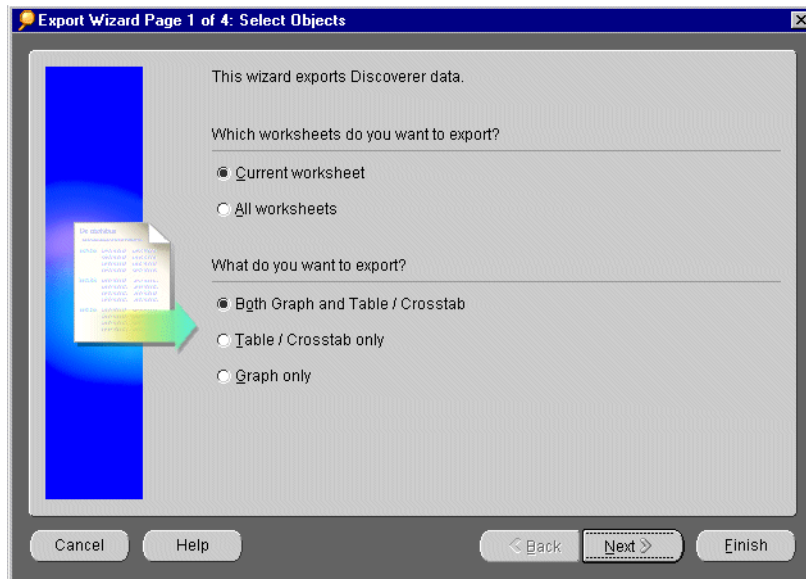 Export Wizard Page 1 of 4: Select Objects
This wizard exports Discoverer data.
Which worksheets do you want to export?
Current worksheet
All worksheets
What do you want to export?
Both Graph and Table / Crosstab
Table / Crosstab only
Graph only
Cancel
Help
Back
Next
Finish